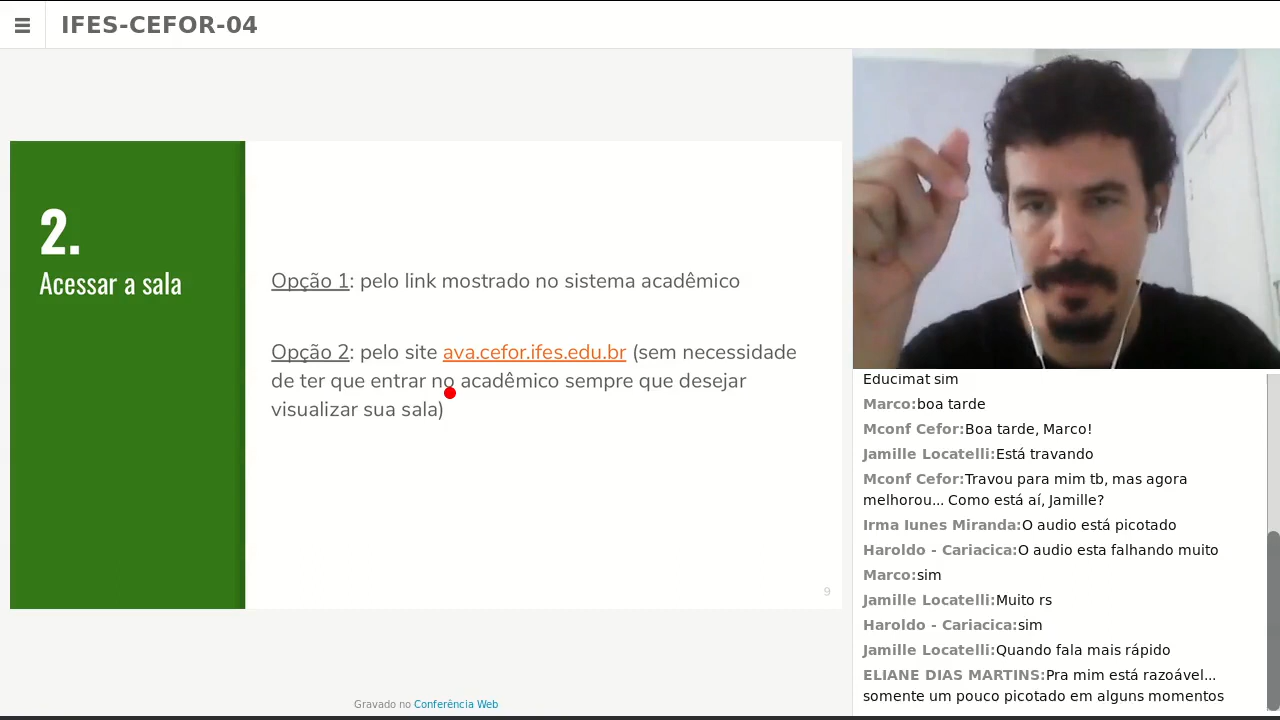 IFES-CEFOR-04
2.
Acessar a sala
Opção 1: pelo link mostrado no sistema acadêmico
Opção 2: pelo site ava.cefor.ifes.edu.br (sem necessidade
de ter que entrar no acadêmico sempre que desejar
visualizar sua sala)
9
Gravado no Conferência Web
Educimat sim
Marco:boa tarde
Mconf Cefor:Boa tarde, Marco!
Jamille Locatelli:Está travando
Mconf Cefor:Travou para mim tb, mas agora
melhorou... Como está aí, Jamille?
Irma Iunes Miranda:O audio está picotado
Haroldo - Cariacica:O audio esta falhando muito
Marco:sim
Jamille Locatelli:Muito rs
Haroldo - Cariacica:sim
Jamille Locatelli:Quando fala mais rápido
ELIANE DIAS MARTINS:Pra mim está razoável...
somente um pouco picotado em alguns momentos